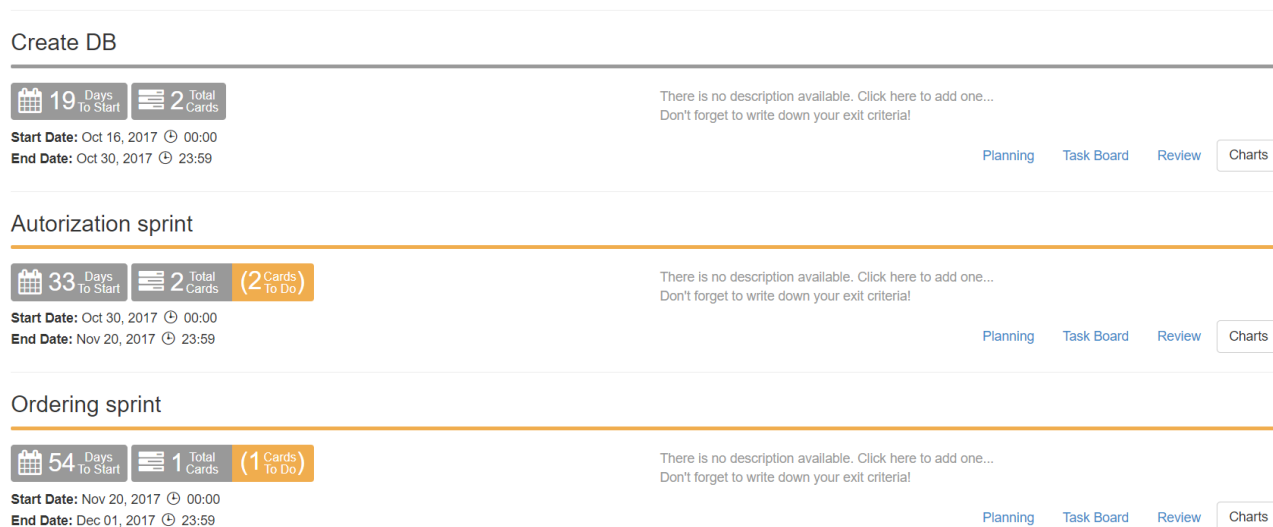 Create DB
19 Days To Start 2 Total Cards
There is no description available. Click here to add one...
Don't forget to write down your exit criteria!
Start Date: Oct 16, 2017 00:00
End Date: Oct 30, 2017 23:59
Planning Task Board Review Charts
Autorization sprint
33 Days To Start 2 Total Cards (2 Cards To Do)
There is no description available. Click here to add one...
Don't forget to write down your exit criteria!
Start Date: Oct 30, 2017 00:00
End Date: Nov 20, 2017 23:59
Planning Task Board Review Charts
Ordering sprint
54 Days To Start 1 Total Cards (1 Cards To Do)
There is no description available. Click here to add one...
Don't forget to write down your exit criteria!
Start Date: Nov 20, 2017 00:00
End Date: Dec 01, 2017 23:59
Planning Task Board Review Charts